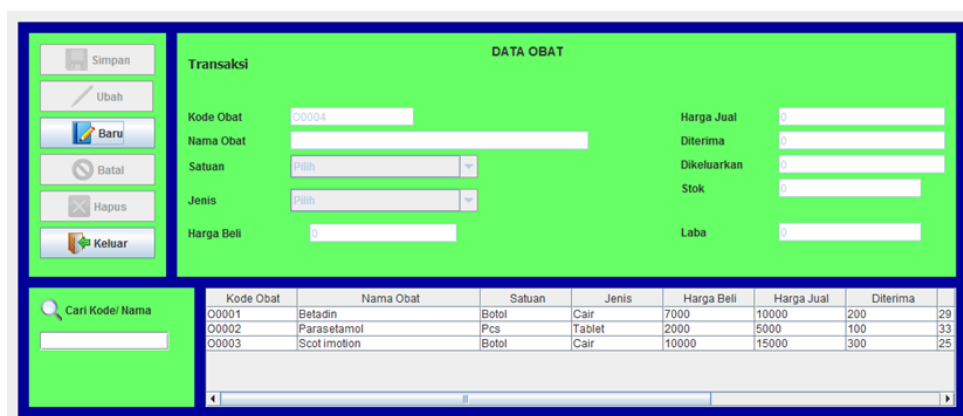 Simpan
Ubah
Baru
Batal
Hapus
Keluar
DATA OBAT
Transaksi
Kode Obat O0004
Nama Obat
Satuan Pilih
Jenis Pilih
Harga Beli 0
Harga Jual 0
Diterima 0
Dikeluarkan 0
Stok 0
Laba 0
Cari Kode/ Nama
Kode Obat Nama Obat Satuan Jenis Harga Beli Harga Jual Diterima
O0001 Betadin Botol Cair 7000 10000 200 29
O0002 Parasetamol Pcs Tablet 2000 5000 100 33
O0003 Scot imotion Botol Cair 10000 15000 300 25